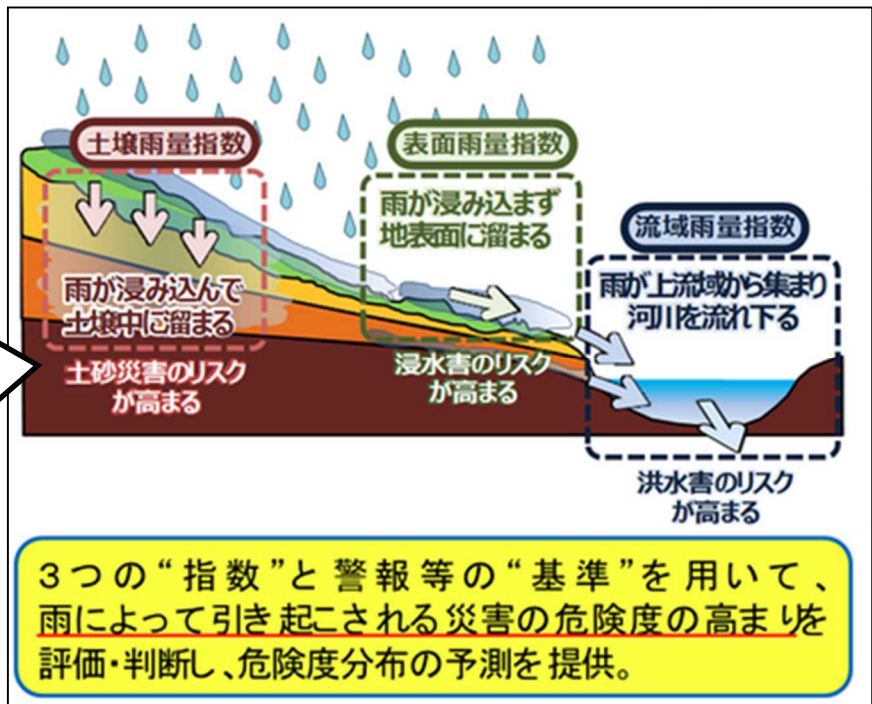 土壌雨量指数
雨が浸み込んで
土壌中に溜まる
土砂災害のリスク
が高まる
表面雨量指数
雨が浸み込まず
地表面に溜まる
浸水害のリスク
が高まる
流域雨量指数
雨が上流域から集まり
河川を流れ下る
洪水害のリスク
が高まる
3つの“指数”と警報等の“基準”を用いて、
雨によって引き起こされる災害の危険度の高まりを
評価・判断し、危険度分布の予測を提供。